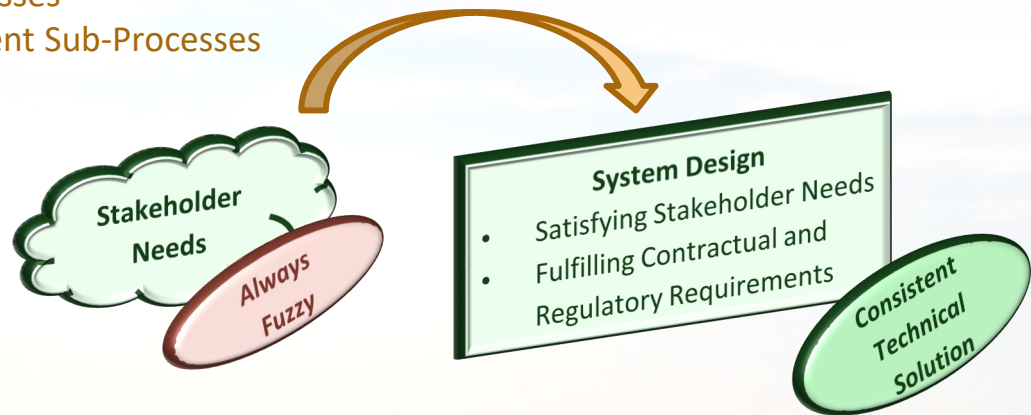 ent Sub-Processes
Stakeholder
Needs
Always
Fuzzy
System Design
• Satisfying Stakeholder Needs
• Fulfilling Contractual and
Regulatory Requirements
Consistent
Technical
Solution